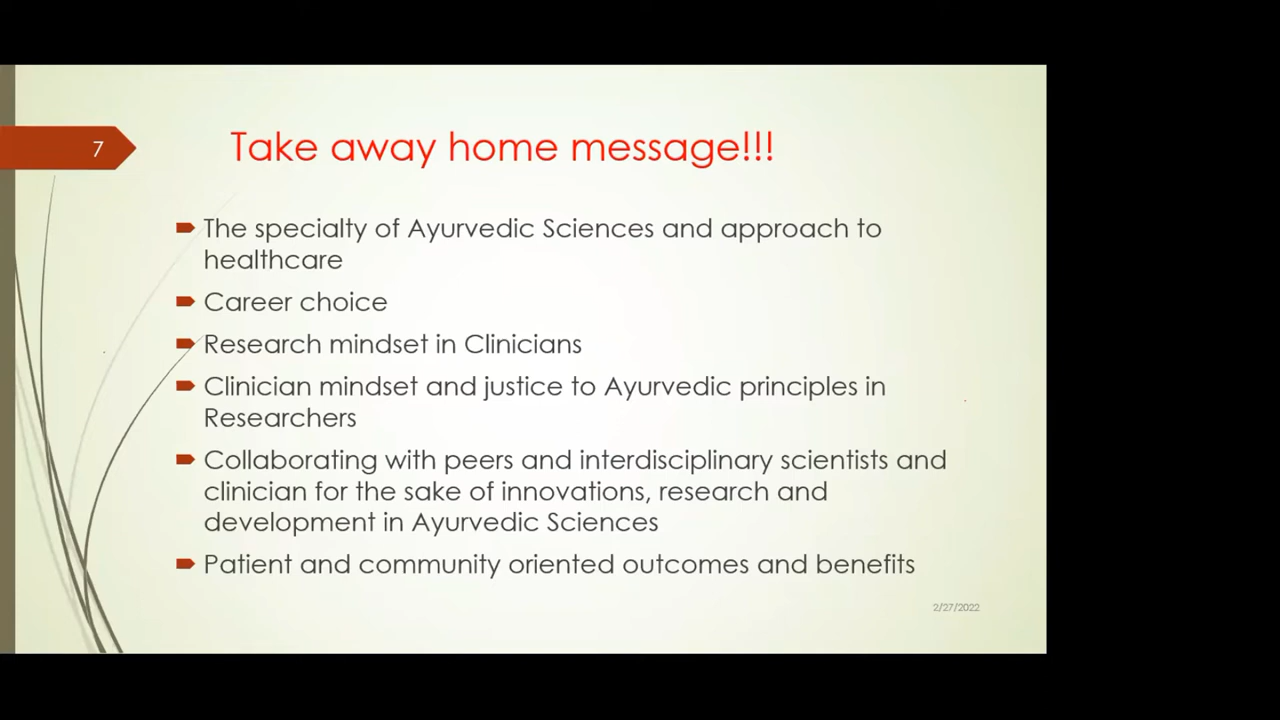 7
Take away home message!!!
The specialty of Ayurvedic Sciences and approach to
healthcare
Career choice
Research mindset in Clinicians
Clinician mindset and justice to Ayurvedic principles in
Researchers
Collaborating with peers and interdisciplinary scientists and
clinician for the sake of innovations, research and
development in Ayurvedic Sciences
Patient and community oriented outcomes and benefits
2/27/2022